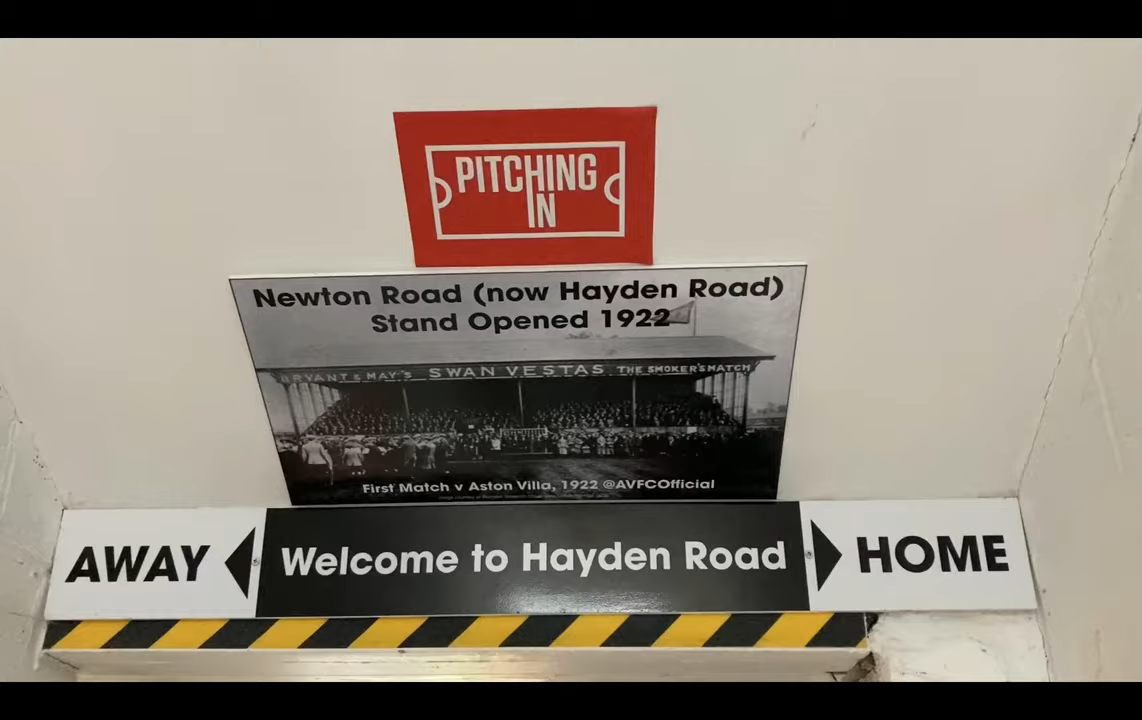 PITCHING
IN
Newton Road (now Hayden Road)
Stand Opened 1922
BRYANT & MAY'S SWAN VESTAS THE SMOKER'S MATCH
First Match v Aston Villa, 1922 @AVFCOfficial
AWAY Welcome to Hayden Road HOME